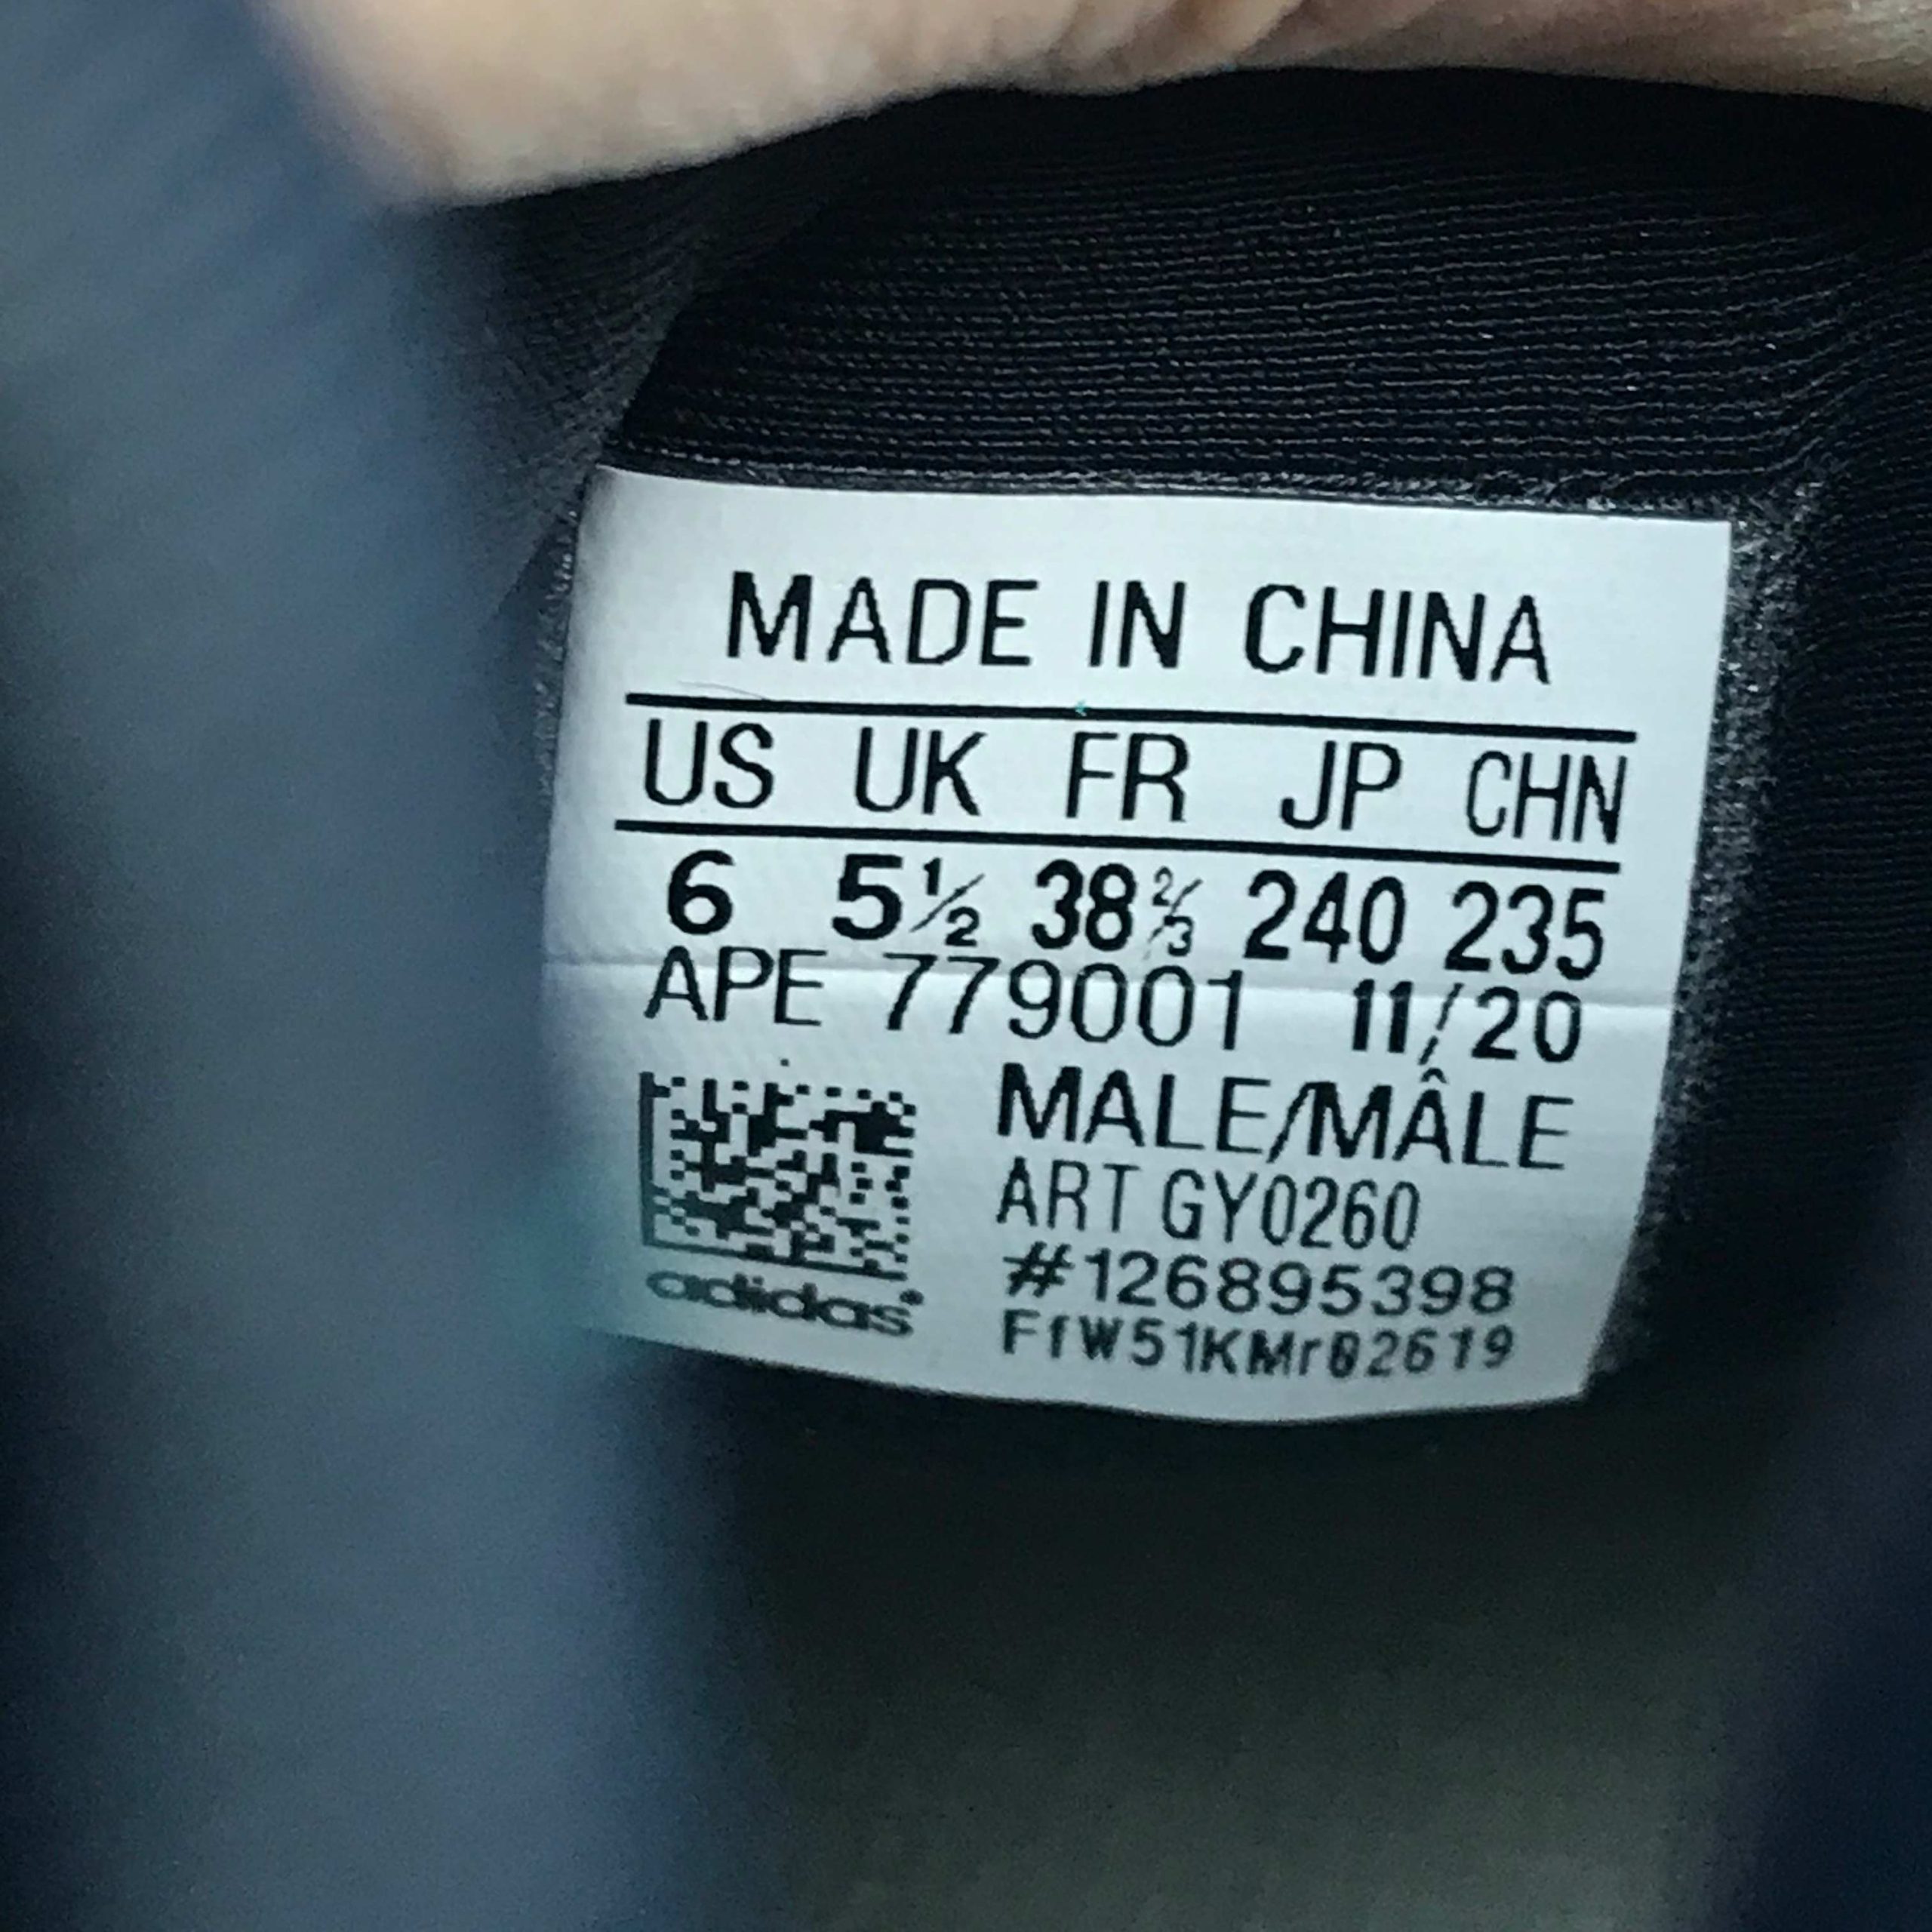 MADE IN CHINA
US UK FR JP CHN
6 5½ 38⅔ 240 235
APE 779001 11/20
MALE/MÂLE
ART GY0260
#126895398
FfW51KMr02619
adidas